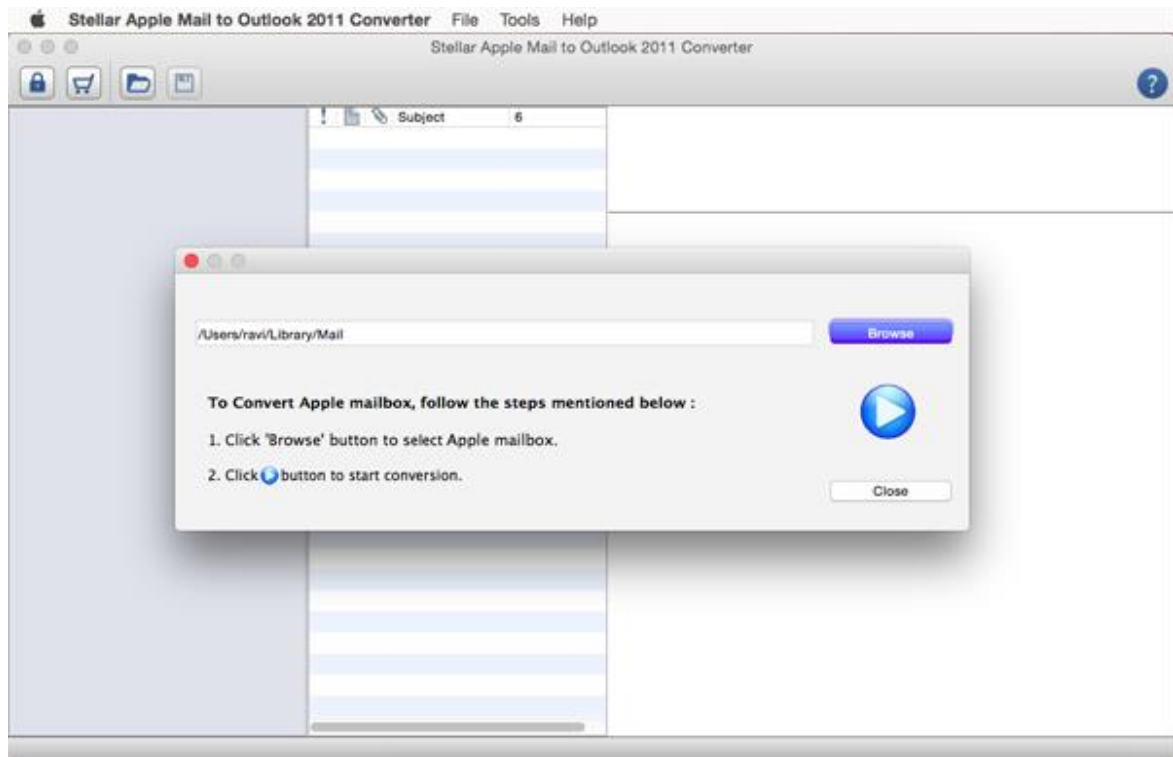 Stellar Apple Mail to Outlook 2011 Converter File Tools Help
Stellar Apple Mail to Outlook 2011 Converter
?
! Subject 6
/Users/ravi/Library/Mail
Browse
To Convert Apple mailbox, follow the steps mentioned below :
1. Click 'Browse' button to select Apple mailbox.
2. Click button to start conversion.
Close